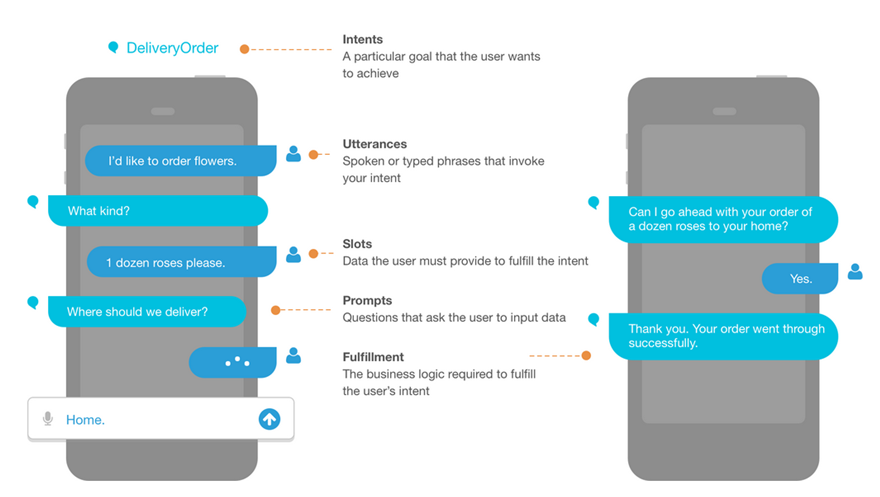 DeliveryOrder
Intents
A particular goal that the user wants
to achieve
I'd like to order flowers.
Utterances
Spoken or typed phrases that invoke
your intent
What kind?
1 dozen roses please.
Slots
Data the user must provide to fulfill the intent
Where should we deliver?
Prompts
Questions that ask the user to input data
Fulfillment
The business logic required to fulfill
the user's intent
Home.
Can I go ahead with your order of
a dozen roses to your home?
Yes.
Thank you. Your order went through
successfully.